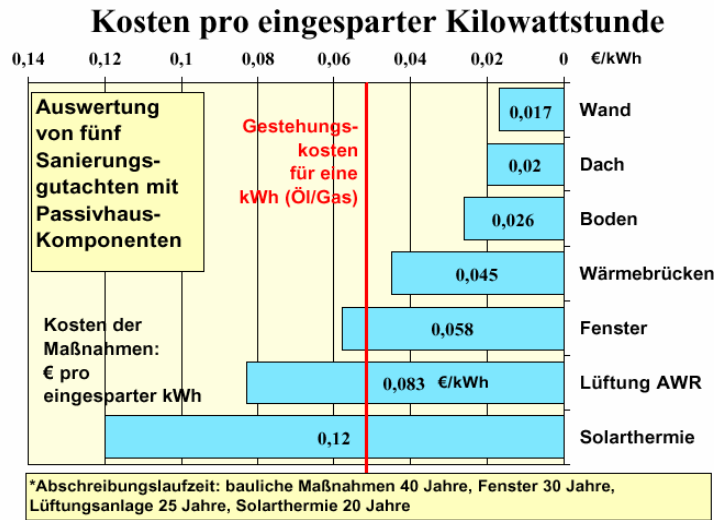 Kosten pro eingesparter Kilowattstunde
0,14 0,12 0,1 0,08 0,06 0,04 0,02 0 €/kWh
Auswertung
von fünf
Sanierungs-
gutachten mit
Passivhaus-
Komponenten
Gestehungs-
kosten
für eine
kWh (Öl/Gas)
0,017 Wand
0,02 Dach
0,026 Boden
0,045 Wärmebrücken
0,058 Fenster
0,083 €/kWh Lüftung AWR
0,12 Solarthermie
Kosten der
Maßnahmen:
€ pro
eingesparter kWh
*Abschreibungslaufzeit: bauliche Maßnahmen 40 Jahre, Fenster 30 Jahre,
Lüftungsanlage 25 Jahre, Solarthermie 20 Jahre